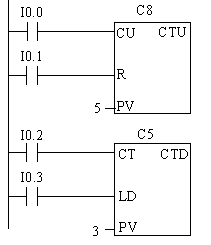 I0.0 C8
CU CTU
I0.1
R
5 PV
I0.2 C5
CT CTD
I0.3
LD
3 PV